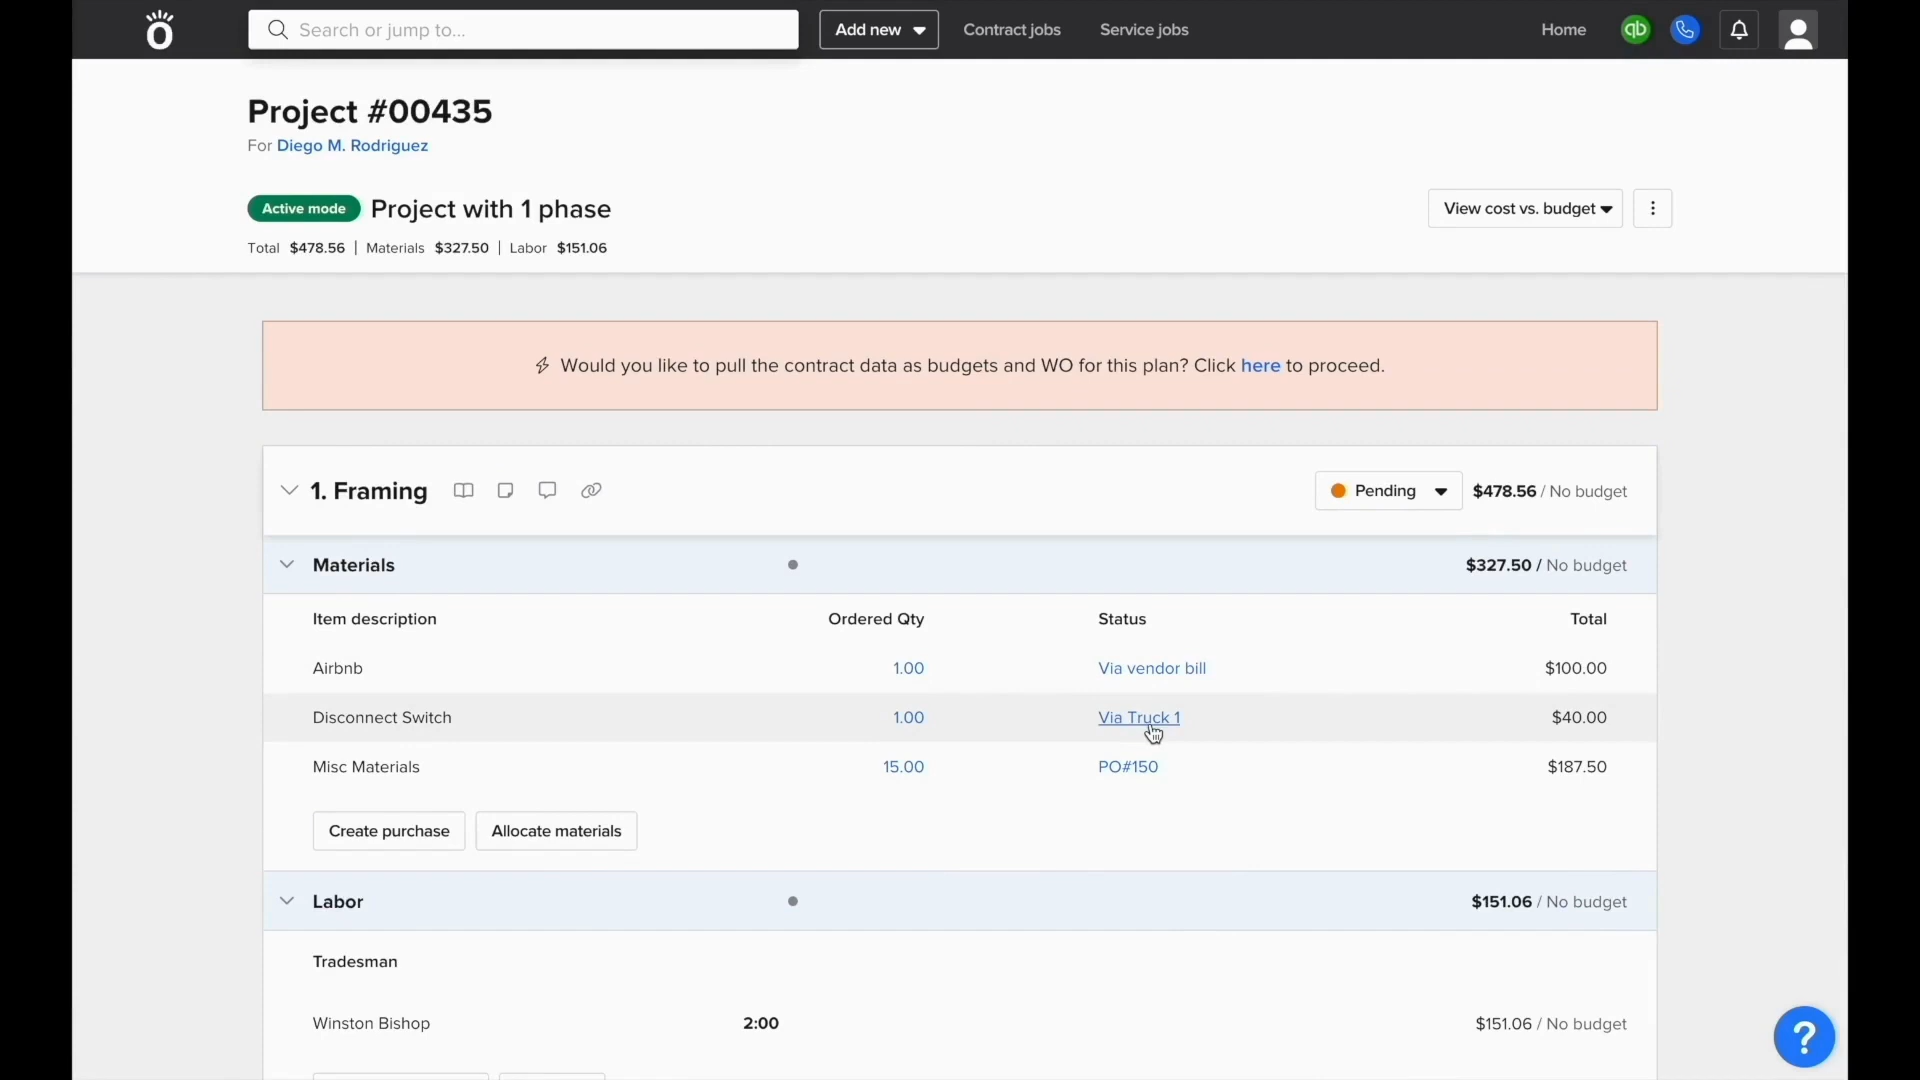 Search or jump to...
Add new
Contract jobs
Service jobs
Home
qb
Project #00435
For Diego M. Rodriguez
Active mode
Project with 1 phase
View cost vs. budget
Total $478.56 | Materials $327.50 | Labor $151.06
Would you like to pull the contract data as budgets and WO for this plan? Click here to proceed.
1. Framing
Pending
$478.56 / No budget
Materials
$327.50 / No budget
Item description Ordered Qty Status Total
Airbnb 1.00 Via vendor bill $100.00
Disconnect Switch 1.00 Via Truck 1 $40.00
Misc Materials 15.00 PO#150 $187.50
Create purchase
Allocate materials
Labor
$151.06 / No budget
Tradesman
Winston Bishop 2:00 $151.06 / No budget
?